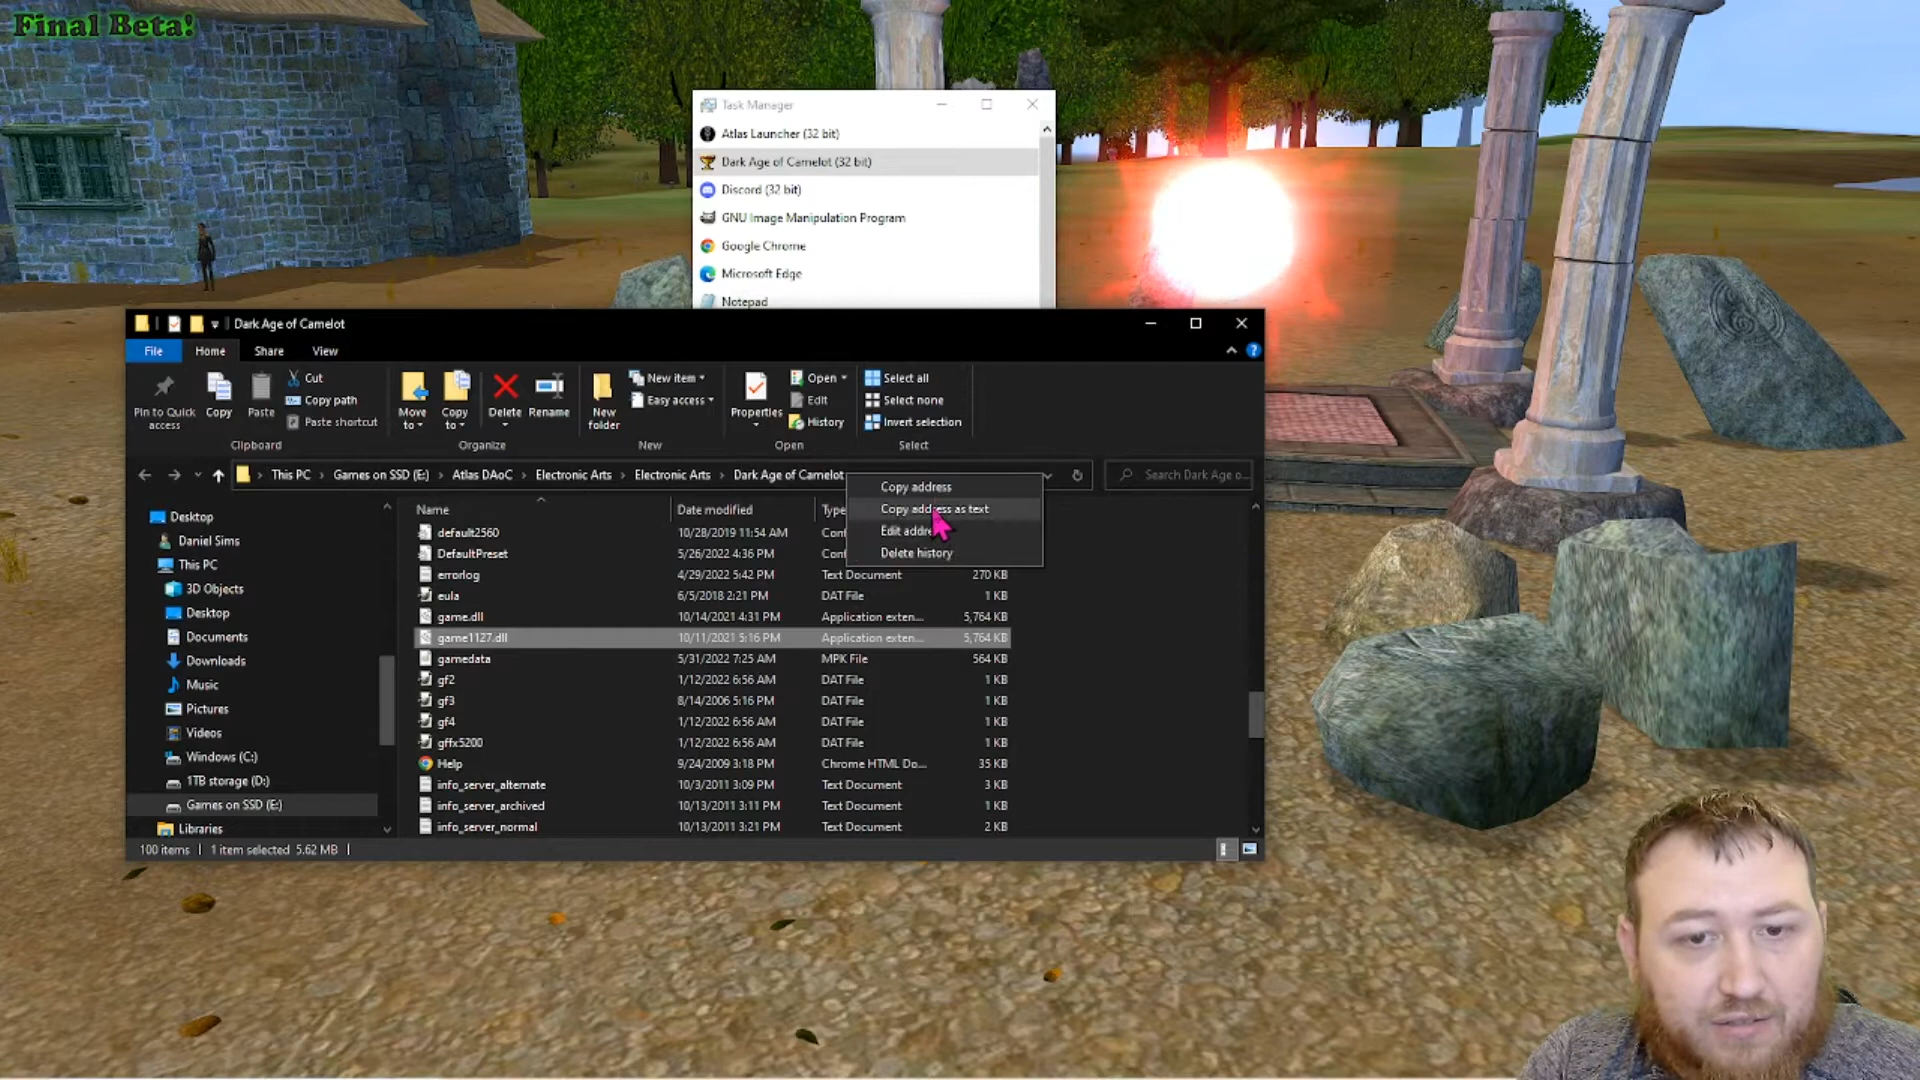 Final Beta!
Task Manager
Atlas Launcher (32 bit)
Dark Age of Camelot (32 bit)
Discord (32 bit)
GNU Image Manipulation Program
Google Chrome
Microsoft Edge
Notepad
Dark Age of Camelot
File Home Share View
Pin to Quick access
Copy
Paste
Cut
Copy path
Paste shortcut
Move to
Copy to
Delete
Rename
New folder
New item
Easy access
Properties
Open
Edit
History
Select all
Select none
Invert selection
Clipboard Organize New Open Select
This PC > Games on SSD (E:) > Atlas DAoC > Electronic Arts > Electronic Arts > Dark Age of Camelot
Search Dark Age o...
Copy address
Copy address as text
Edit
Delete history
Desktop
Daniel Sims
This PC
3D Objects
Desktop
Documents
Downloads
Music
Pictures
Videos
Windows (C:)
1TB storage (D:)
Games on SSD (E:)
Libraries
Name Date modified
default2560 10/28/2019 11:54 AM
DefaultPreset 5/26/2022 4:36 PM
errorlog 4/29/2022 5:42 PM Text Document 270 KB
eula 6/5/2018 2:21 PM DAT File 1 KB
game.dll 10/14/2021 4:31 PM Application exten... 5,764 KB
game1127.dll 10/11/2021 5:16 PM Application exten... 5,764 KB
gamedata 5/31/2022 7:25 AM MPK File 564 KB
gf2 1/12/2022 6:56 AM DAT File 1 KB
gf3 8/14/2006 5:16 PM DAT File 1 KB
gf4 1/12/2022 6:56 AM DAT File 1 KB
gffx5200 1/12/2022 6:56 AM DAT File 1 KB
Help 9/24/2009 3:18 PM Chrome HTML Do... 35 KB
info_server_alternate 10/3/2011 3:09 PM Text Document 3 KB
info_server_archived 10/13/2011 3:11 PM Text Document 1 KB
info_server_normal 10/13/2011 3:21 PM Text Document 2 KB
100 items 1 item selected 5.62 MB